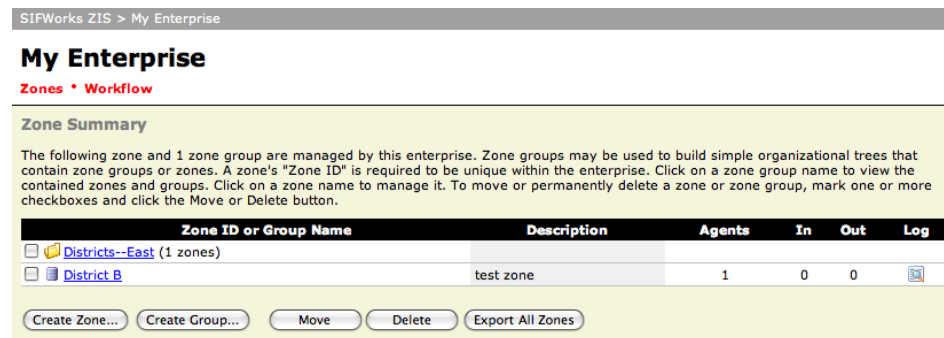 SIFWorks ZIS > My Enterprise
My Enterprise
Zones • Workflow
Zone Summary
The following zone and 1 zone group are managed by this enterprise. Zone groups may be used to build simple organizational trees that
contain zone groups or zones. A zone's "Zone ID" is required to be unique within the enterprise. Click on a zone group name to view the
contained zones and groups. Click on a zone name to manage it. To move or permanently delete a zone or zone group, mark one or more
checkboxes and click the Move or Delete button.
Zone ID or Group Name Description Agents In Out Log
Districts--East (1 zones)
District B test zone 1 0 0
Create Zone... Create Group... Move Delete Export All Zones